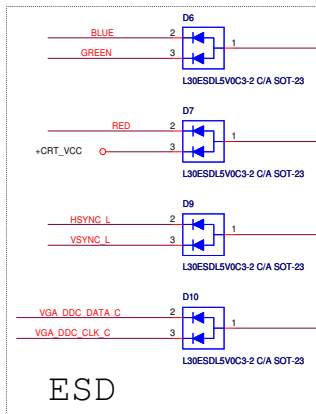 D6
BLUE 2
1
GREEN 3
L30ESDL5V0C3-2 C/A SOT-23
D7
RED 2
1
+CRT_VCC 3
L30ESDL5V0C3-2 C/A SOT-23
D9
HSYNC_L 2
1
VSYNC_L 3
L30ESDL5V0C3-2 C/A SOT-23
D10
VGA_DDC_DATA_C 2
1
VGA_DDC_CLK_C 3
L30ESDL5V0C3-2 C/A SOT-23
ESD